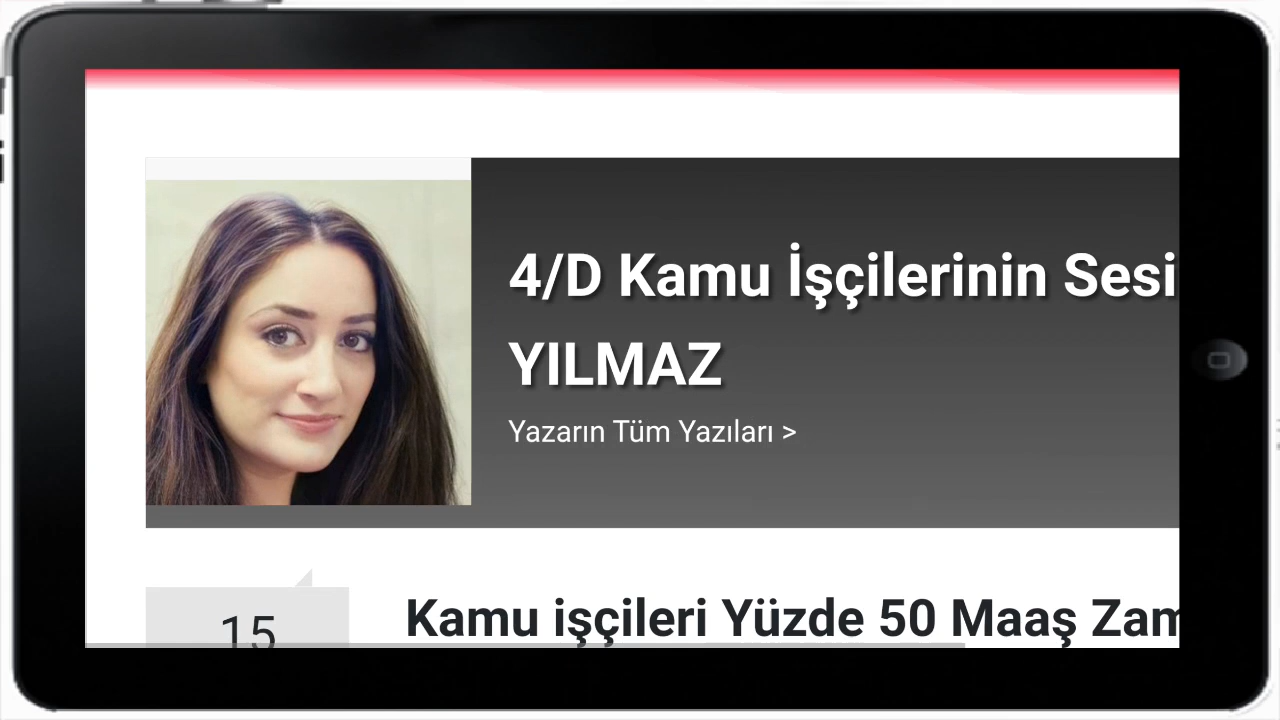 4/D Kamu İşçilerinin Sesi
YILMAZ
Yazarın Tüm Yazıları >
15
Kamu işçileri Yüzde 50 Maaş Zam